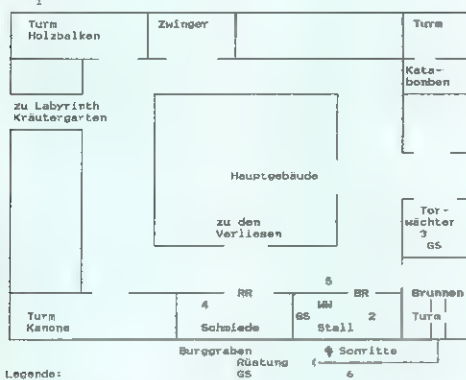 1
Turm Zwinger Turm
Holzbalken
Kata-
bomben
zu Labyrinth
Kräutergarten
Hauptgebäude
zu den
Verliesen
Tor-
wächter
3
GS
5
RR BR Brunnen
4 WW
GS 2 Turm
Turm
Kanone Schmiede Stall
Burggraben 4 Schritte
Rüstung
Legende: GS 6